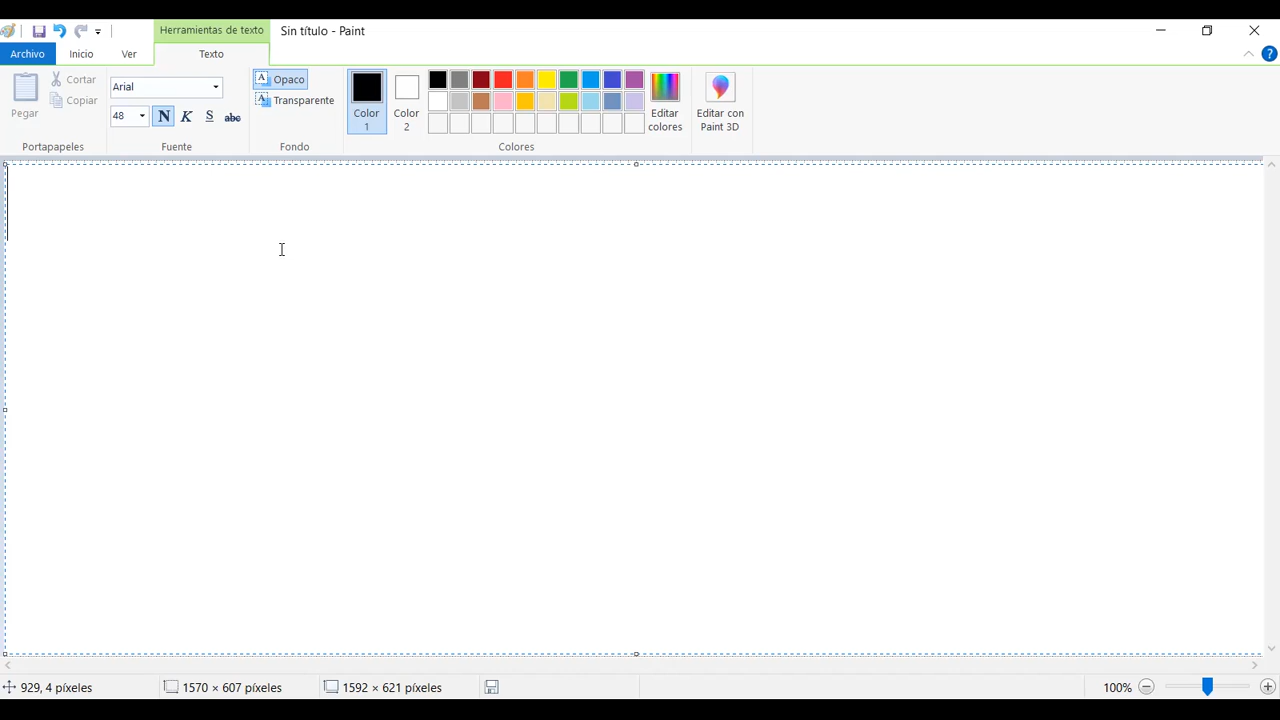 Herramientas de texto Sin título - Paint
Archivo Inicio Ver Texto
Pegar
Cortar
Copiar
Portapapeles
Arial
48 N K S abc
Fuente
A Opaco
A Transparente
Fondo
Color 1
Color 2
Editar colores
Colores
Editar con Paint 3D
929, 4 píxeles 1570 × 607 píxeles 1592 × 621 píxeles 100%